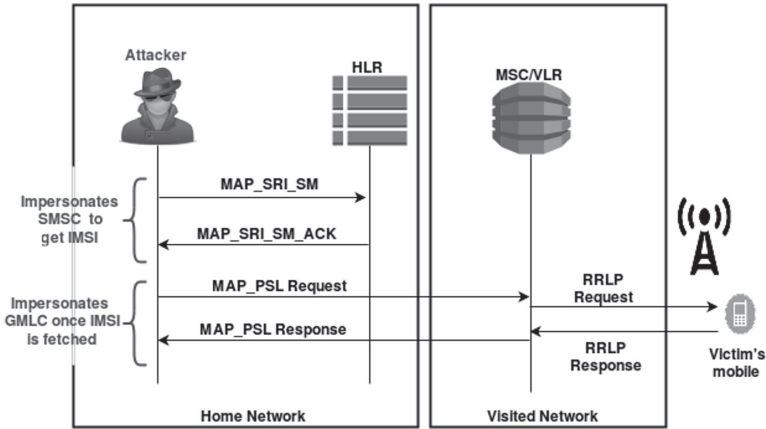 Attacker
HLR
MSC/VLR
Impersonates
SMSC to
get IMSI
MAP_SRI_SM
MAP_SRI_SM_ACK
Impersonates
GMLC once IMSI
is fetched
MAP_PSL Request
MAP_PSL Response
RRLP
Request
RRLP
Response
Victim's
mobile
Home Network
Visited Network